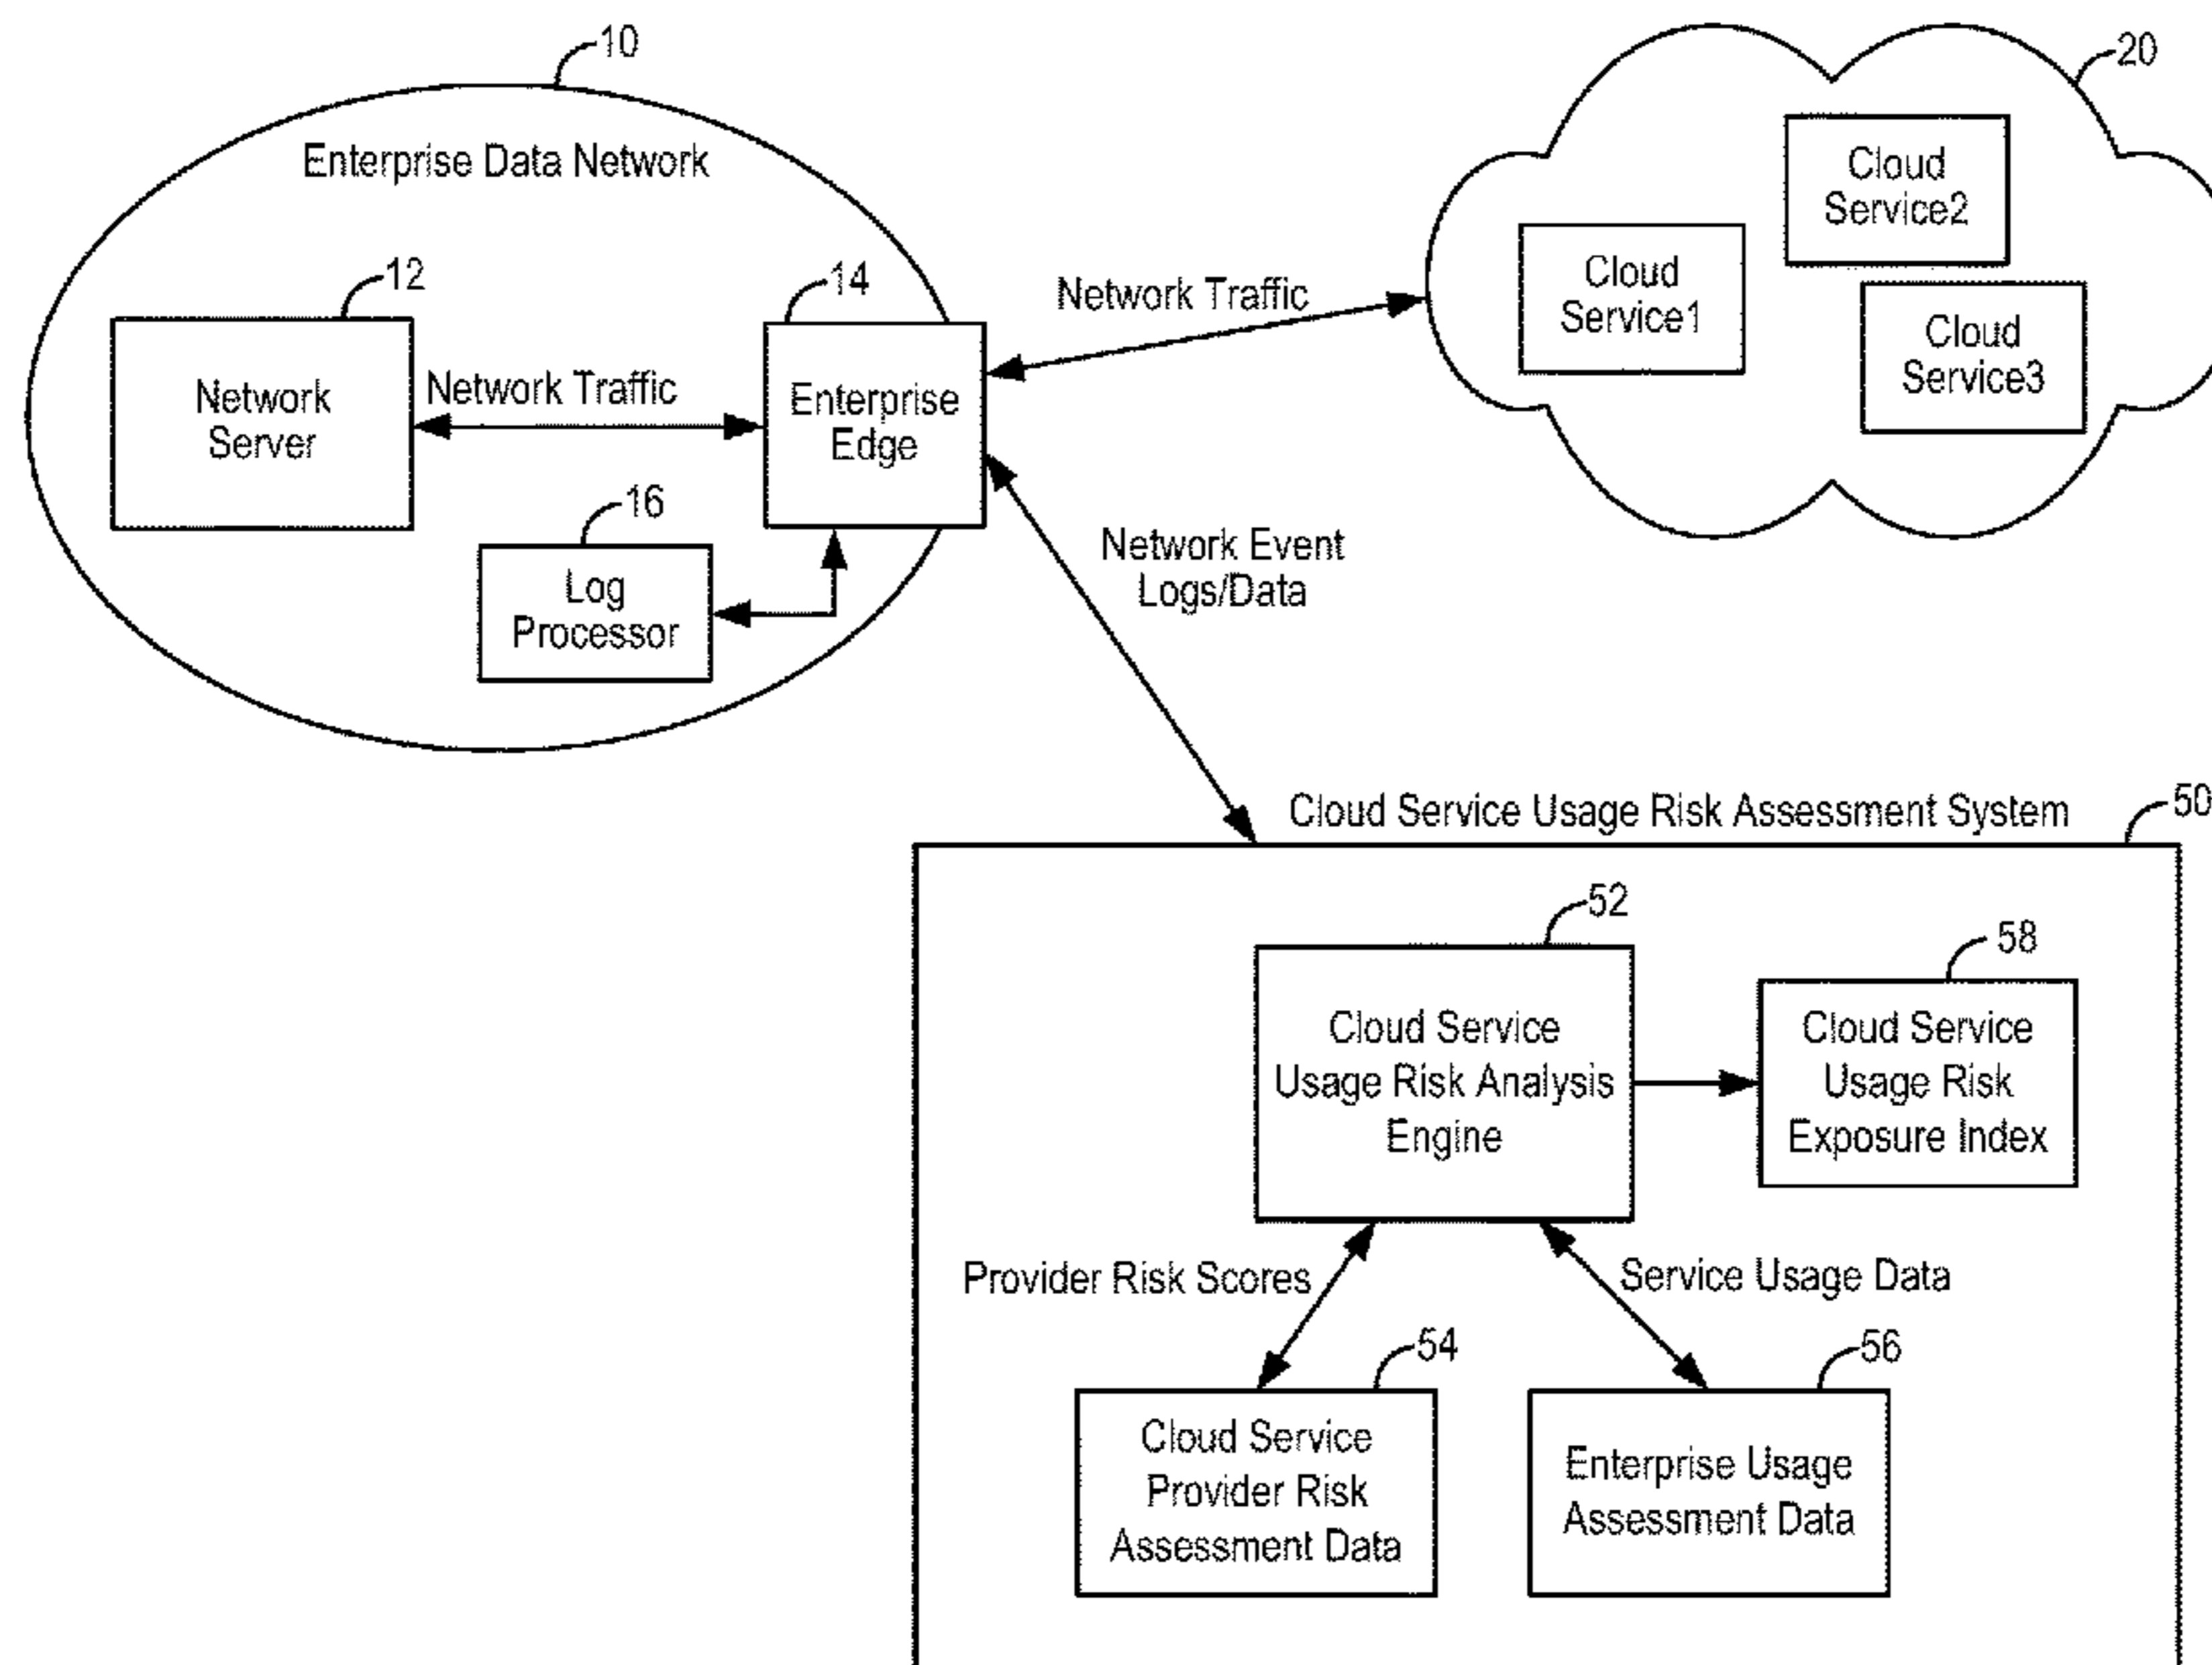 10
Enterprise Data Network
12
Network
Server
Network Traffic
14
Enterprise
Edge
16
Log
Processor
Network Traffic
20
Cloud
Service2
Cloud
Service1
Cloud
Service3
Network Event
Logs/Data
Cloud Service Usage Risk Assessment System
50
52
Cloud Service
Usage Risk Analysis
Engine
58
Cloud Service
Usage Risk
Exposure Index
Provider Risk Scores
Service Usage Data
54
Cloud Service
Provider Risk
Assessment Data
56
Enterprise Usage
Assessment Data